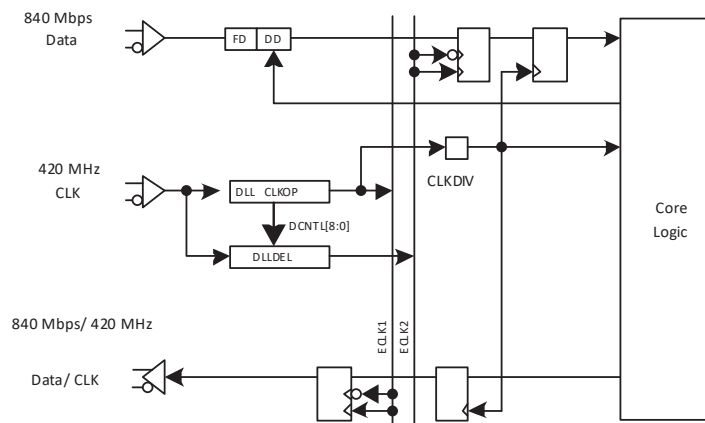 840 Mbps
Data
FD DD
420 MHz
CLK
DLL CLKOP
CLKDIV
DCNTL[8:0]
DLLDEL
Core
Logic
840 Mbps/ 420 MHz
ECLK1
ECLK2
Data/ CLK